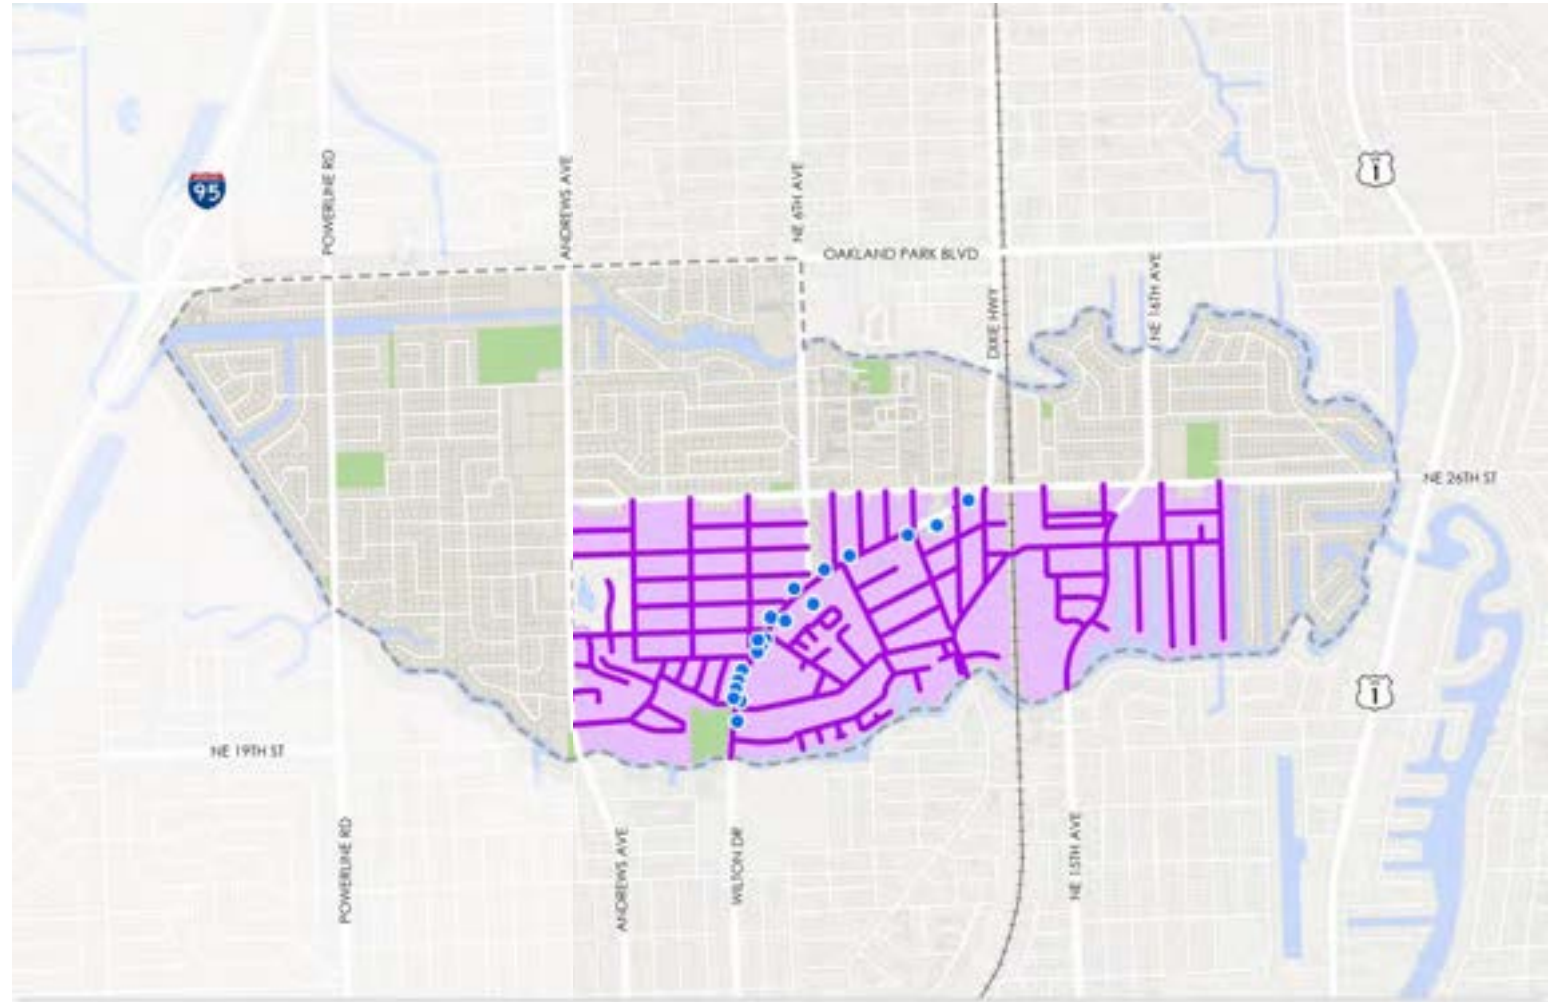 1
95
POWERLINE RD
ANDREWS AVE
NE 6TH AVE
OAKLAND PARK BLVD
NE 16TH AVE
DIXIE HWY
NE 26TH ST
1
NE 19TH ST
POWERLINE RD
ANDREWS AVE
WILTON DR
NE 15TH AVE